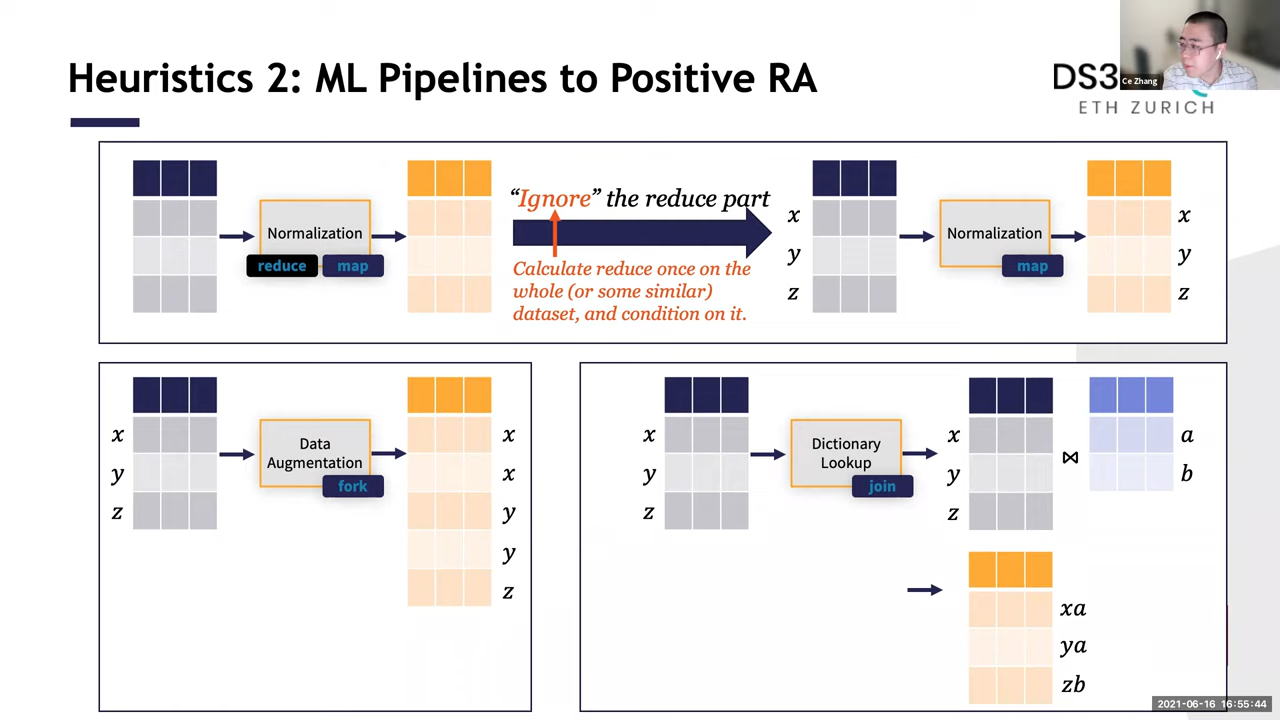 Heuristics 2: ML Pipelines to Positive RA
DS3
ETH ZURICH
Ce Zhang
Normalization
reduce
map
“Ignore” the reduce part
Calculate reduce once on the
whole (or some similar)
dataset, and condition on it.
x
y
z
Normalization
map
x
y
z
x
y
z
Data
Augmentation
fork
x
x
y
y
z
x
y
z
Dictionary
Lookup
join
x
y
z
⋈
a
b
xa
ya
zb
2021-06-16 16:55:44